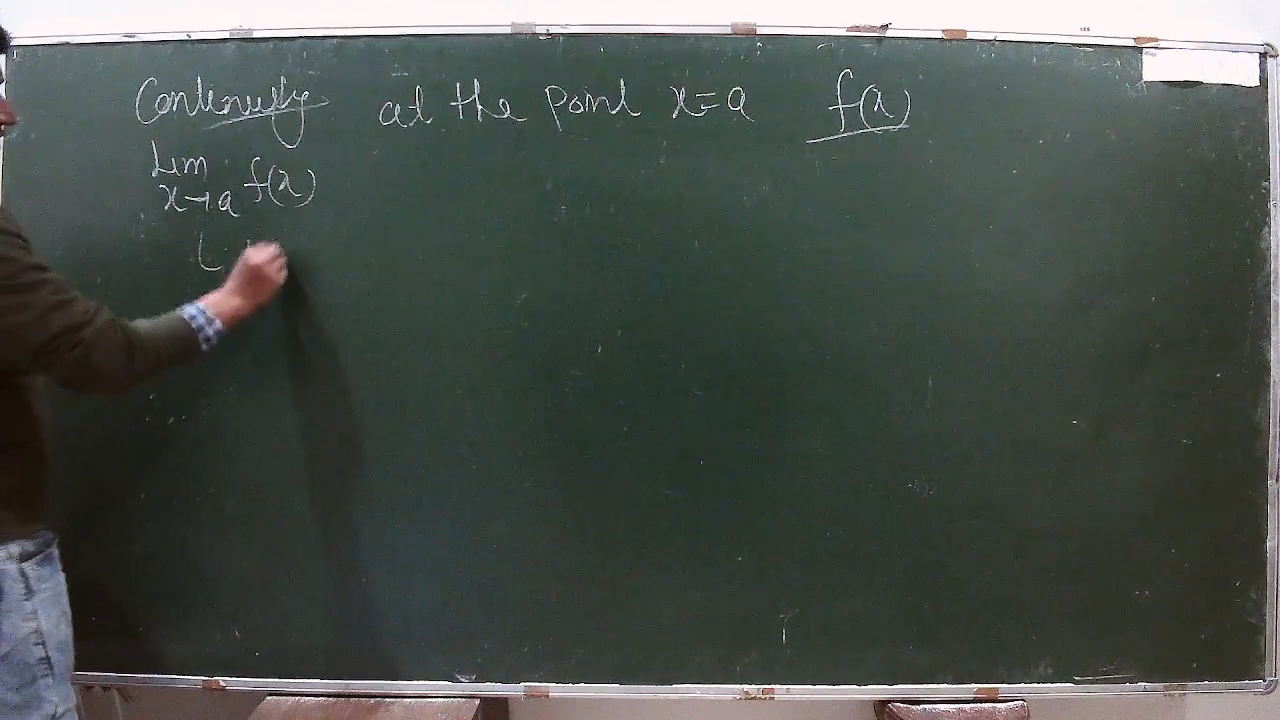 Continuity at the point x=a f(x)
Lim
x→a f(x)
L